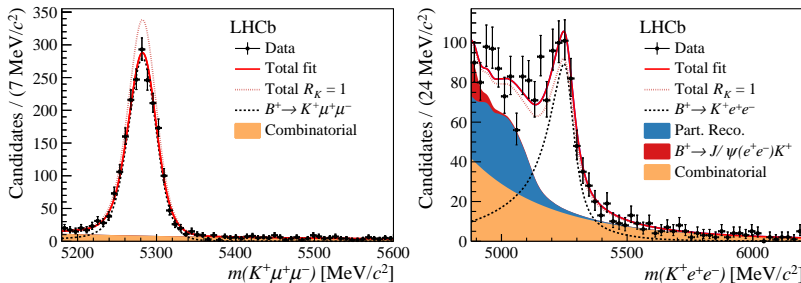 Candidates / (7 MeV/c²)
350
300
250
200
150
100
50
0
LHCb
Data
Total fit
Total R_K = 1
B⁺→ K⁺μ⁺μ⁻
Combinatorial
5200 5300 5400 5500 5600
m(K⁺μ⁺μ⁻) [MeV/c²]
Candidates / (24 MeV/c²)
100
80
60
40
20
0
LHCb
Data
Total fit
Total R_K = 1
B⁺→ K⁺e⁺e⁻
Part. Reco.
B⁺→ J/ψ(e⁺e⁻)K⁺
Combinatorial
5000 5500 6000
m(K⁺e⁺e⁻) [MeV/c²]